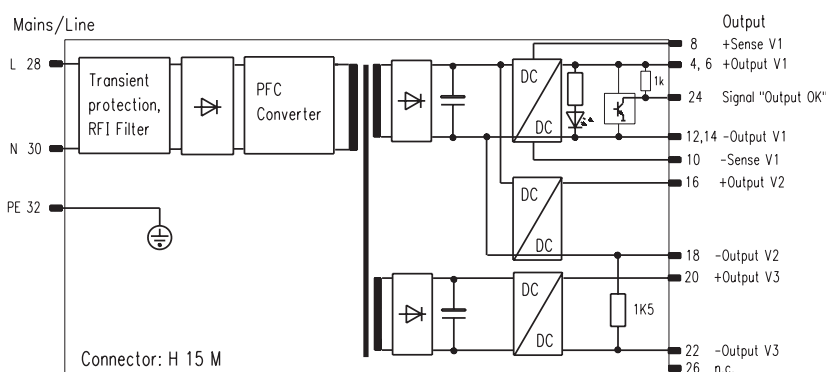 Mains/Line
Output
8 +Sense V1
L 28
4, 6 +Output V1
Transient
protection,
RFI Filter
PFC
Converter
DC
DC
1k
24 Signal "Output OK"
N 30
12,14 -Output V1
10 -Sense V1
16 +Output V2
PE 32
DC
DC
18 -Output V2
20 +Output V3
DC
DC
1K5
22 -Output V3
Connector: H 15 M
26 n.c.